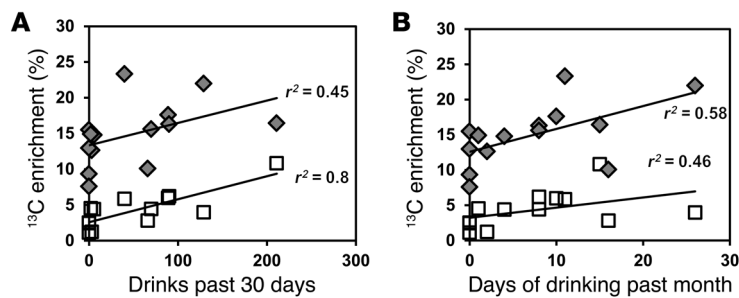 A
B
¹³C enrichment (%)
30
25
20
15
10
5
0
r² = 0.45
r² = 0.8
0
100
200
300
Drinks past 30 days
¹³C enrichment (%)
30
25
20
15
10
5
0
r² = 0.58
r² = 0.46
0
10
20
30
Days of drinking past month